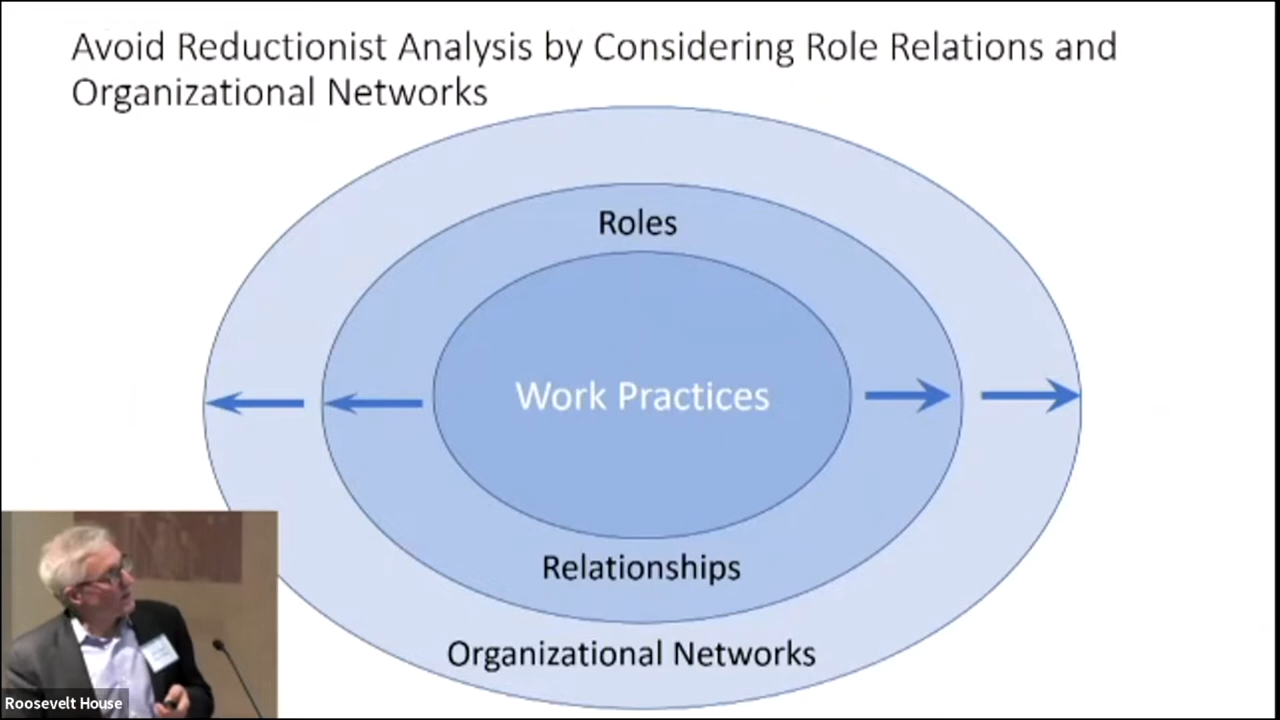 Avoid Reductionist Analysis by Considering Role Relations and
Organizational Networks
Roles
Work Practices
Relationships
Organizational Networks
Roosevelt House